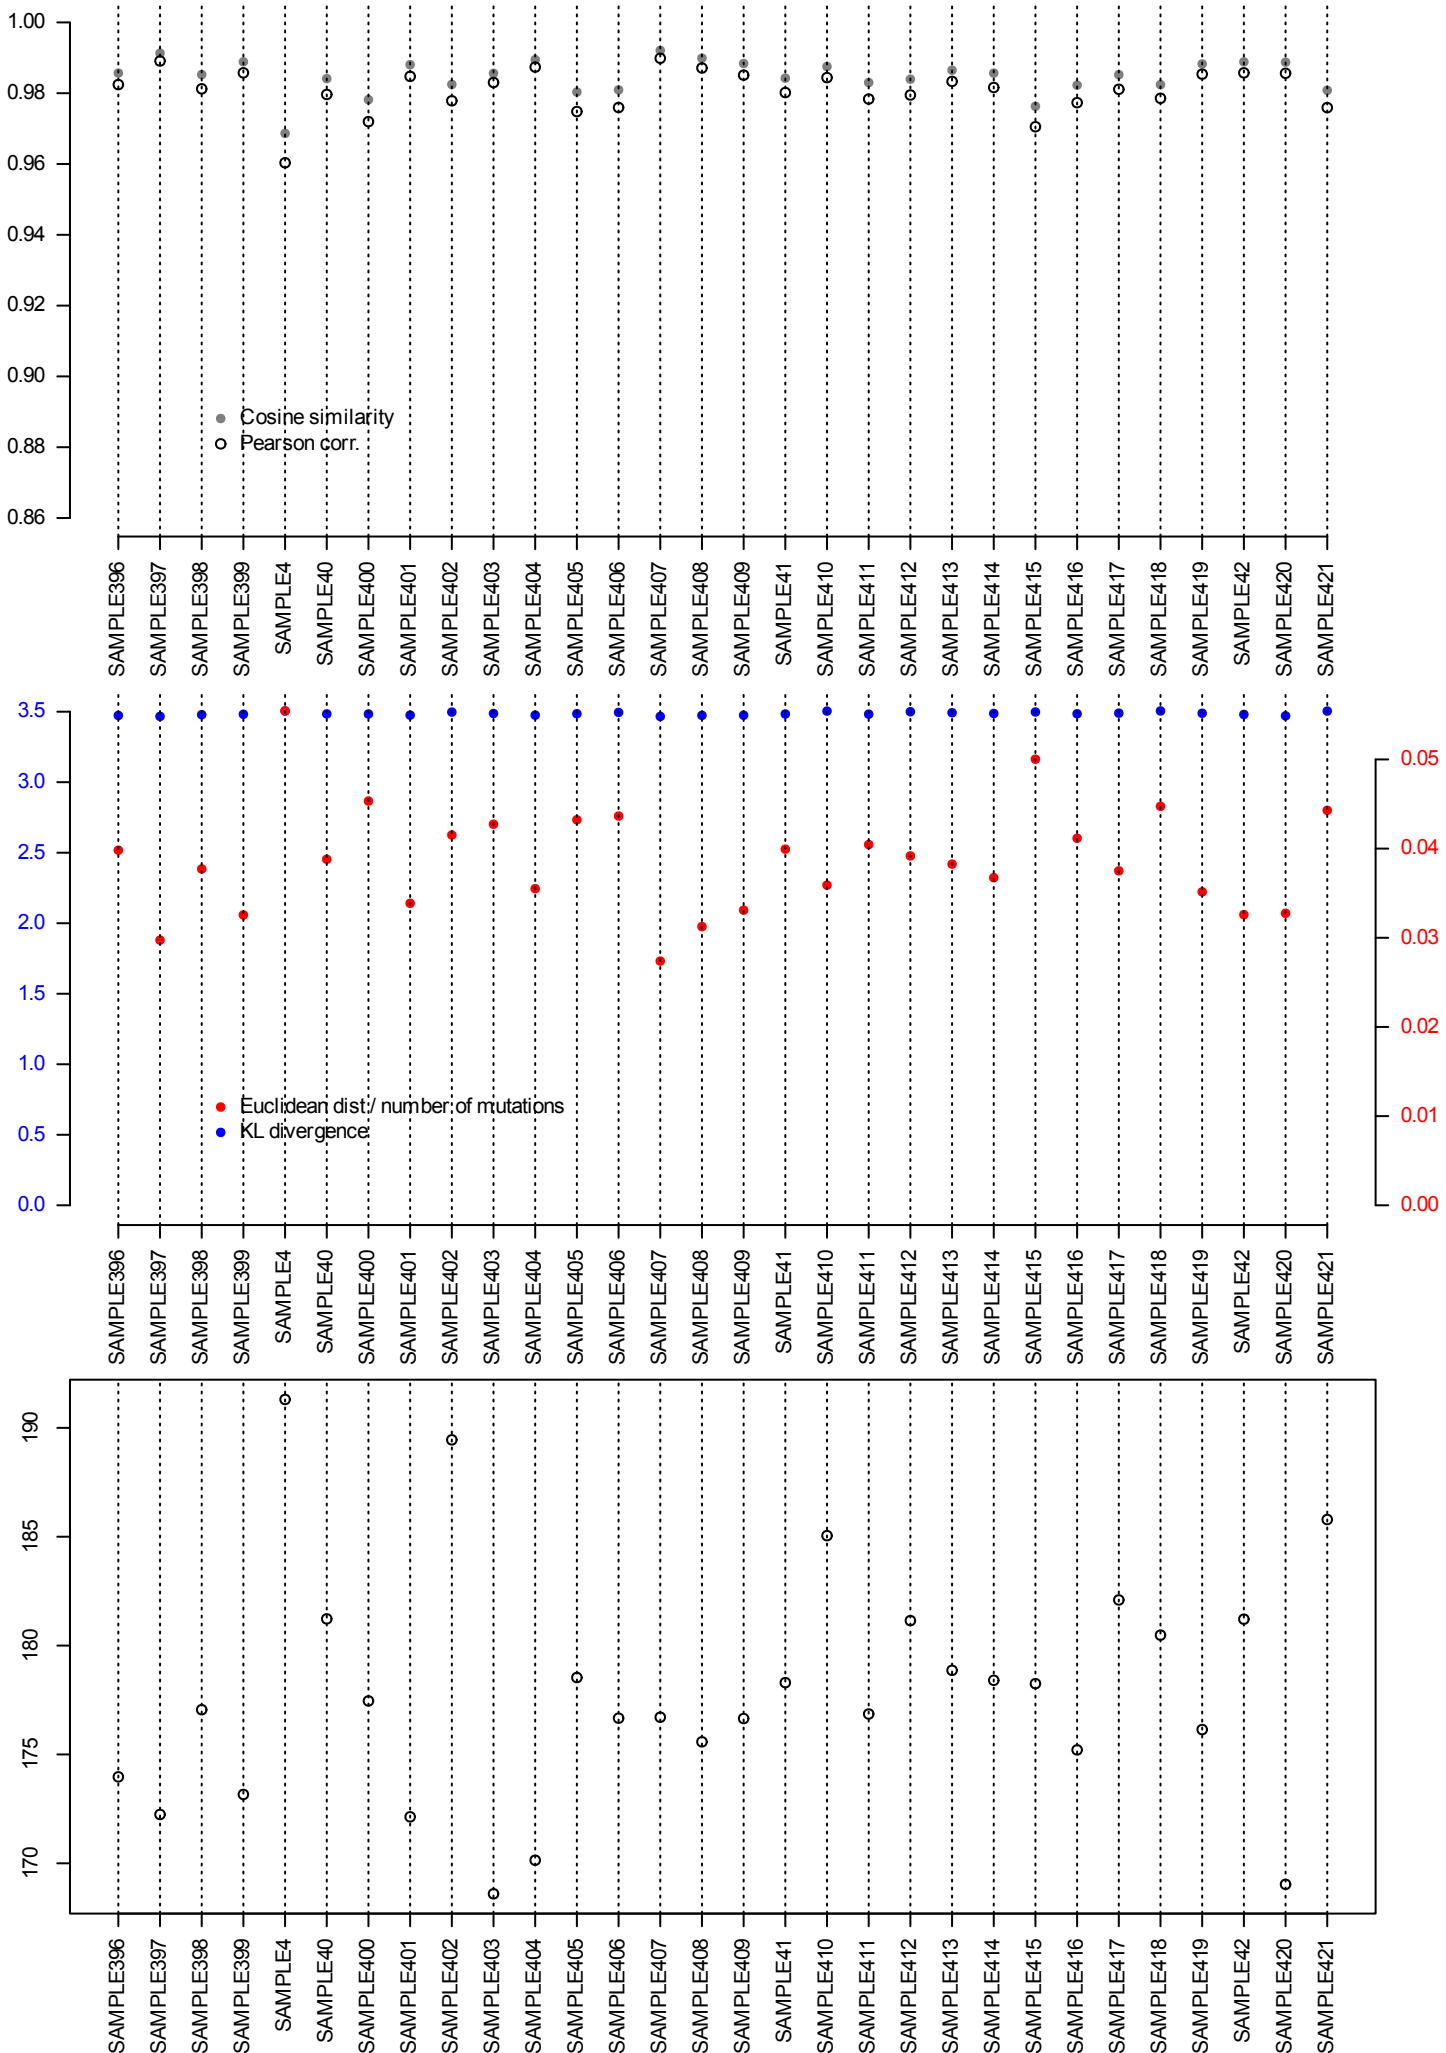 1.00
0.98
0.96
0.94
0.92
0.90
0.88
0.86
Cosine similarity
Pearson corr.
SAMPLE396
SAMPLE397
SAMPLE398
SAMPLE399
SAMPLE4
SAMPLE40
SAMPLE400
SAMPLE401
SAMPLE402
SAMPLE403
SAMPLE404
SAMPLE405
SAMPLE406
SAMPLE407
SAMPLE408
SAMPLE409
SAMPLE41
SAMPLE410
SAMPLE411
SAMPLE412
SAMPLE413
SAMPLE414
SAMPLE415
SAMPLE416
SAMPLE417
SAMPLE418
SAMPLE419
SAMPLE42
SAMPLE420
SAMPLE421
3.5
3.0
2.5
2.0
1.5
1.0
0.5
0.0
Euclidean dist./ number of mutations
KL divergence
0.05
0.04
0.03
0.02
0.01
0.00
SAMPLE396
SAMPLE397
SAMPLE398
SAMPLE399
SAMPLE4
SAMPLE40
SAMPLE400
SAMPLE401
SAMPLE402
SAMPLE403
SAMPLE404
SAMPLE405
SAMPLE406
SAMPLE407
SAMPLE408
SAMPLE409
SAMPLE41
SAMPLE410
SAMPLE411
SAMPLE412
SAMPLE413
SAMPLE414
SAMPLE415
SAMPLE416
SAMPLE417
SAMPLE418
SAMPLE419
SAMPLE42
SAMPLE420
SAMPLE421
190
185
180
175
170
SAMPLE396
SAMPLE397
SAMPLE398
SAMPLE399
SAMPLE4
SAMPLE40
SAMPLE400
SAMPLE401
SAMPLE402
SAMPLE403
SAMPLE404
SAMPLE405
SAMPLE406
SAMPLE407
SAMPLE408
SAMPLE409
SAMPLE41
SAMPLE410
SAMPLE411
SAMPLE412
SAMPLE413
SAMPLE414
SAMPLE415
SAMPLE416
SAMPLE417
SAMPLE418
SAMPLE419
SAMPLE42
SAMPLE420
SAMPLE421